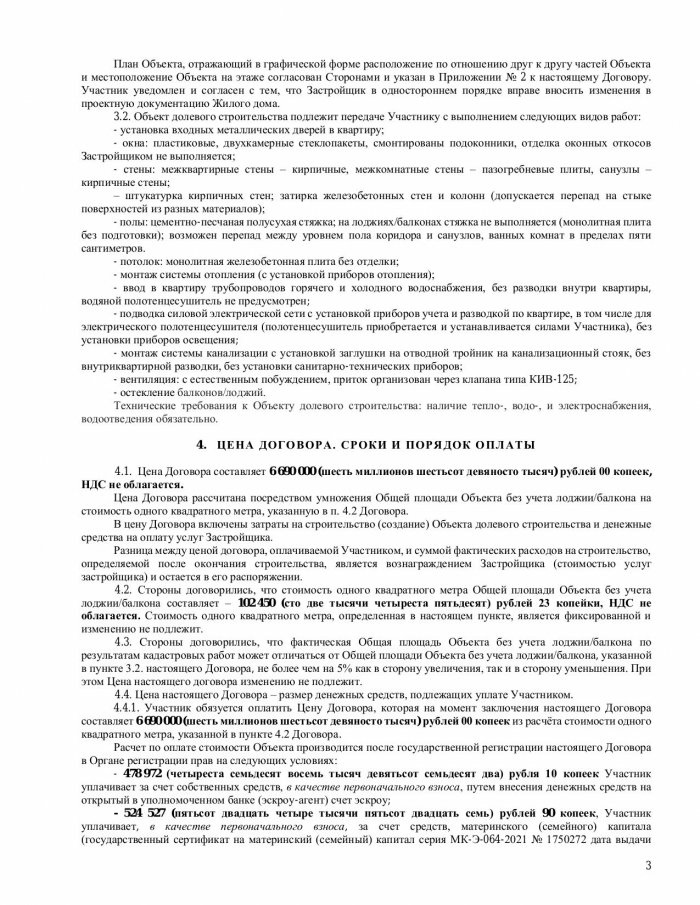 План Объекта, отражающий в графической форме расположение по отношению друг к другу частей Объекта
и местоположение Объекта на этаже согласован Сторонами и указан в Приложении № 2 к настоящему Договору.
Участник уведомлен и согласен с тем, что Застройщик в одностороннем порядке вправе вносить изменения в
проектную документацию Жилого дома.
3.2. Объект долевого строительства подлежит передаче Участнику с выполнением следующих видов работ:
- установка входных металлических дверей в квартиру;
- окна: пластиковые, двухкамерные стеклопакеты, смонтированы подоконники, отделка оконных откосов
Застройщиком не выполняется;
- стены: межквартирные стены – кирпичные, межкомнатные стены – пазогребневые плиты, санузлы –
кирпичные стены;
– штукатурка кирпичных стен; затирка железобетонных стен и колонн (допускается перепад на стыке
поверхностей из разных материалов);
- полы: цементно-песчаная полусухая стяжка; на лоджиях/балконах стяжка не выполняется (монолитная плита
без подготовки); возможен перепад между уровнем пола коридора и санузлов, ванных комнат в пределах пяти
сантиметров.
- потолок: монолитная железобетонная плита без отделки;
- монтаж системы отопления (с установкой приборов отопления);
- ввод в квартиру трубопроводов горячего и холодного водоснабжения, без разводки внутри квартиры,
водяной полотенцесушитель не предусмотрен;
- подводка силовой электрической сети с установкой приборов учета и разводкой по квартире, в том числе для
электрического полотенцесушителя (полотенцесушитель приобретается и устанавливается силами Участника), без
установки приборов освещения;
- монтаж системы канализации с установкой заглушки на отводной тройник на канализационный стояк, без
внутриквартирной разводки, без установки санитарно-технических приборов;
- вентиляция: с естественным побуждением, приток организован через клапана типа КИВ-125;
- остекление балконов/лоджий.
Технические требования к Объекту долевого строительства: наличие тепло-, водо-, и электроснабжения,
водоотведения обязательно.
4. ЦЕНА ДОГОВОРА. СРОКИ И ПОРЯДОК ОПЛАТЫ
4.1. Цена Договора составляет 6 690 000 (шесть миллионов шестьсот девяносто тысяч) рублей 00 копеек,
НДС не облагается.
Цена Договора рассчитана посредством умножения Общей площади Объекта без учета лоджии/балкона на
стоимость одного квадратного метра, указанную в п. 4.2 Договора.
В цену Договора включены затраты на строительство (создание) Объекта долевого строительства и денежные
средства на оплату услуг Застройщика.
Разница между ценой договора, оплачиваемой Участником, и суммой фактических расходов на строительство,
определяемой после окончания строительства, является вознаграждением Застройщика (стоимостью услуг
застройщика) и остается в его распоряжении.
4.2. Стороны договорились, что стоимость одного квадратного метра Общей площади Объекта без учета
лоджии/балкона составляет – 102 450 (сто две тысячи четыреста пятьдесят) рублей 23 копейки, НДС не
облагается. Стоимость одного квадратного метра, определенная в настоящем пункте, является фиксированной и
изменению не подлежит.
4.3. Стороны договорились, что фактическая Общая площадь Объекта без учета лоджии/балкона по
результатам кадастровых работ может отличаться от Общей площади Объекта без учета лоджии/балкона, указанной
в пункте 3.2. настоящего Договора, не более чем на 5% как в сторону увеличения, так и в сторону уменьшения. При
этом Цена настоящего договора изменению не подлежит.
4.4. Цена настоящего Договора – размер денежных средств, подлежащих уплате Участником.
4.4.1. Участник обязуется оплатить Цену Договора, которая на момент заключения настоящего Договора
составляет 6 690 000 (шесть миллионов шестьсот девяносто тысяч) рублей 00 копеек из расчёта стоимости одного
квадратного метра, указанной в пункте 4.2 Договора.
Расчет по оплате стоимости Объекта производится после государственной регистрации настоящего Договора
в Органе регистрации прав на следующих условиях:
- 478 972 (четыреста семьдесят восемь тысяч девятьсот семьдесят два) рубля 10 копеек Участник
уплачивает за счет собственных средств, в качестве первоначального взноса, путем внесения денежных средств на
открытый в уполномоченном банке (эскроу-агент) счет эскроу;
- 524 527 (пятьсот двадцать четыре тысячи пятьсот двадцать семь) рублей 90 копеек, Участник
уплачивает, в качестве первоначального взноса, за счет средств, материнского (семейного) капитала
(государственный сертификат на материнский (семейный) капитал серия МК-Э-064-2021 № 1750272 дата выдачи
3